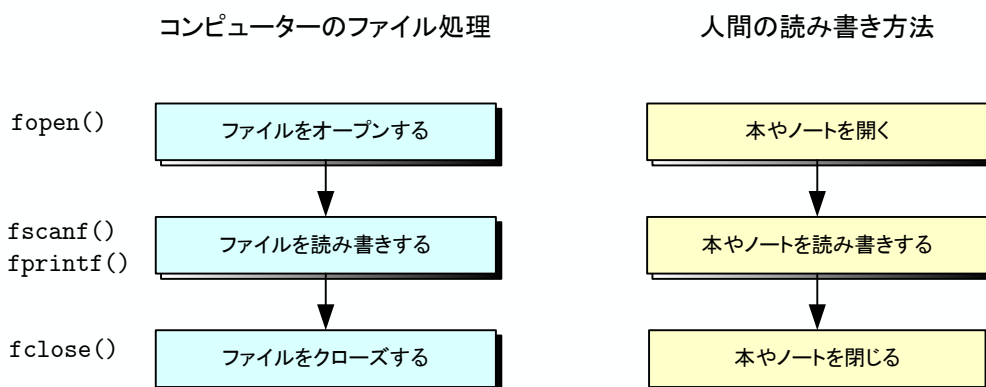 コンピューターのファイル処理
人間の読み書き方法
fopen()
ファイルをオープンする
本やノートを開く
fscanf()
fprintf()
ファイルを読み書きする
本やノートを読み書きする
fclose()
ファイルをクローズする
本やノートを閉じる